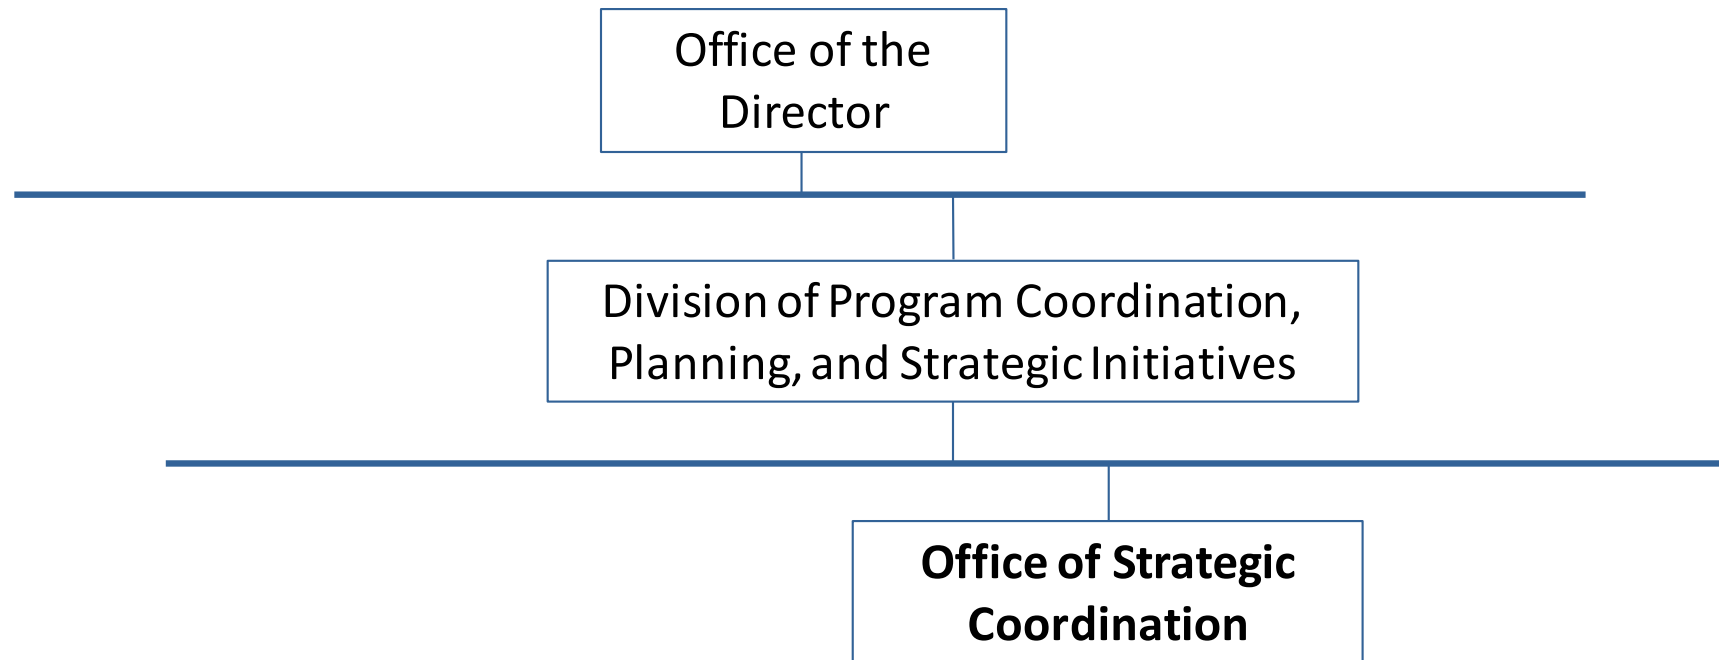 Office of the
Director
Division of Program Coordination,
Planning, and Strategic Initiatives
Office of Strategic
Coordination